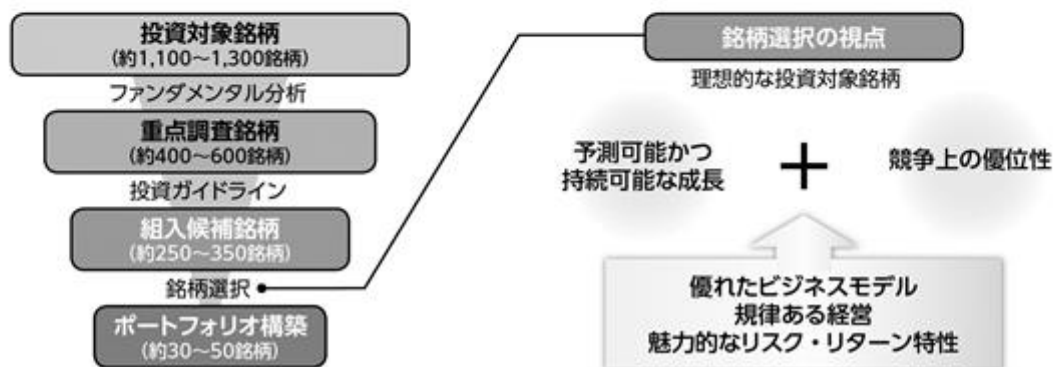 投資対象銘柄
(約1,100〜1,300銘柄)
ファンダメンタル分析
重点調査銘柄
(約400〜600銘柄)
投資ガイドライン
組入候補銘柄
(約250〜350銘柄)
銘柄選択
ポートフォリオ構築
(約30〜50銘柄)
銘柄選択の視点
理想的な投資対象銘柄
予測可能かつ
持続可能な成長
+
競争上の優位性
優れたビジネスモデル
規律ある経営
魅力的なリスク・リターン特性